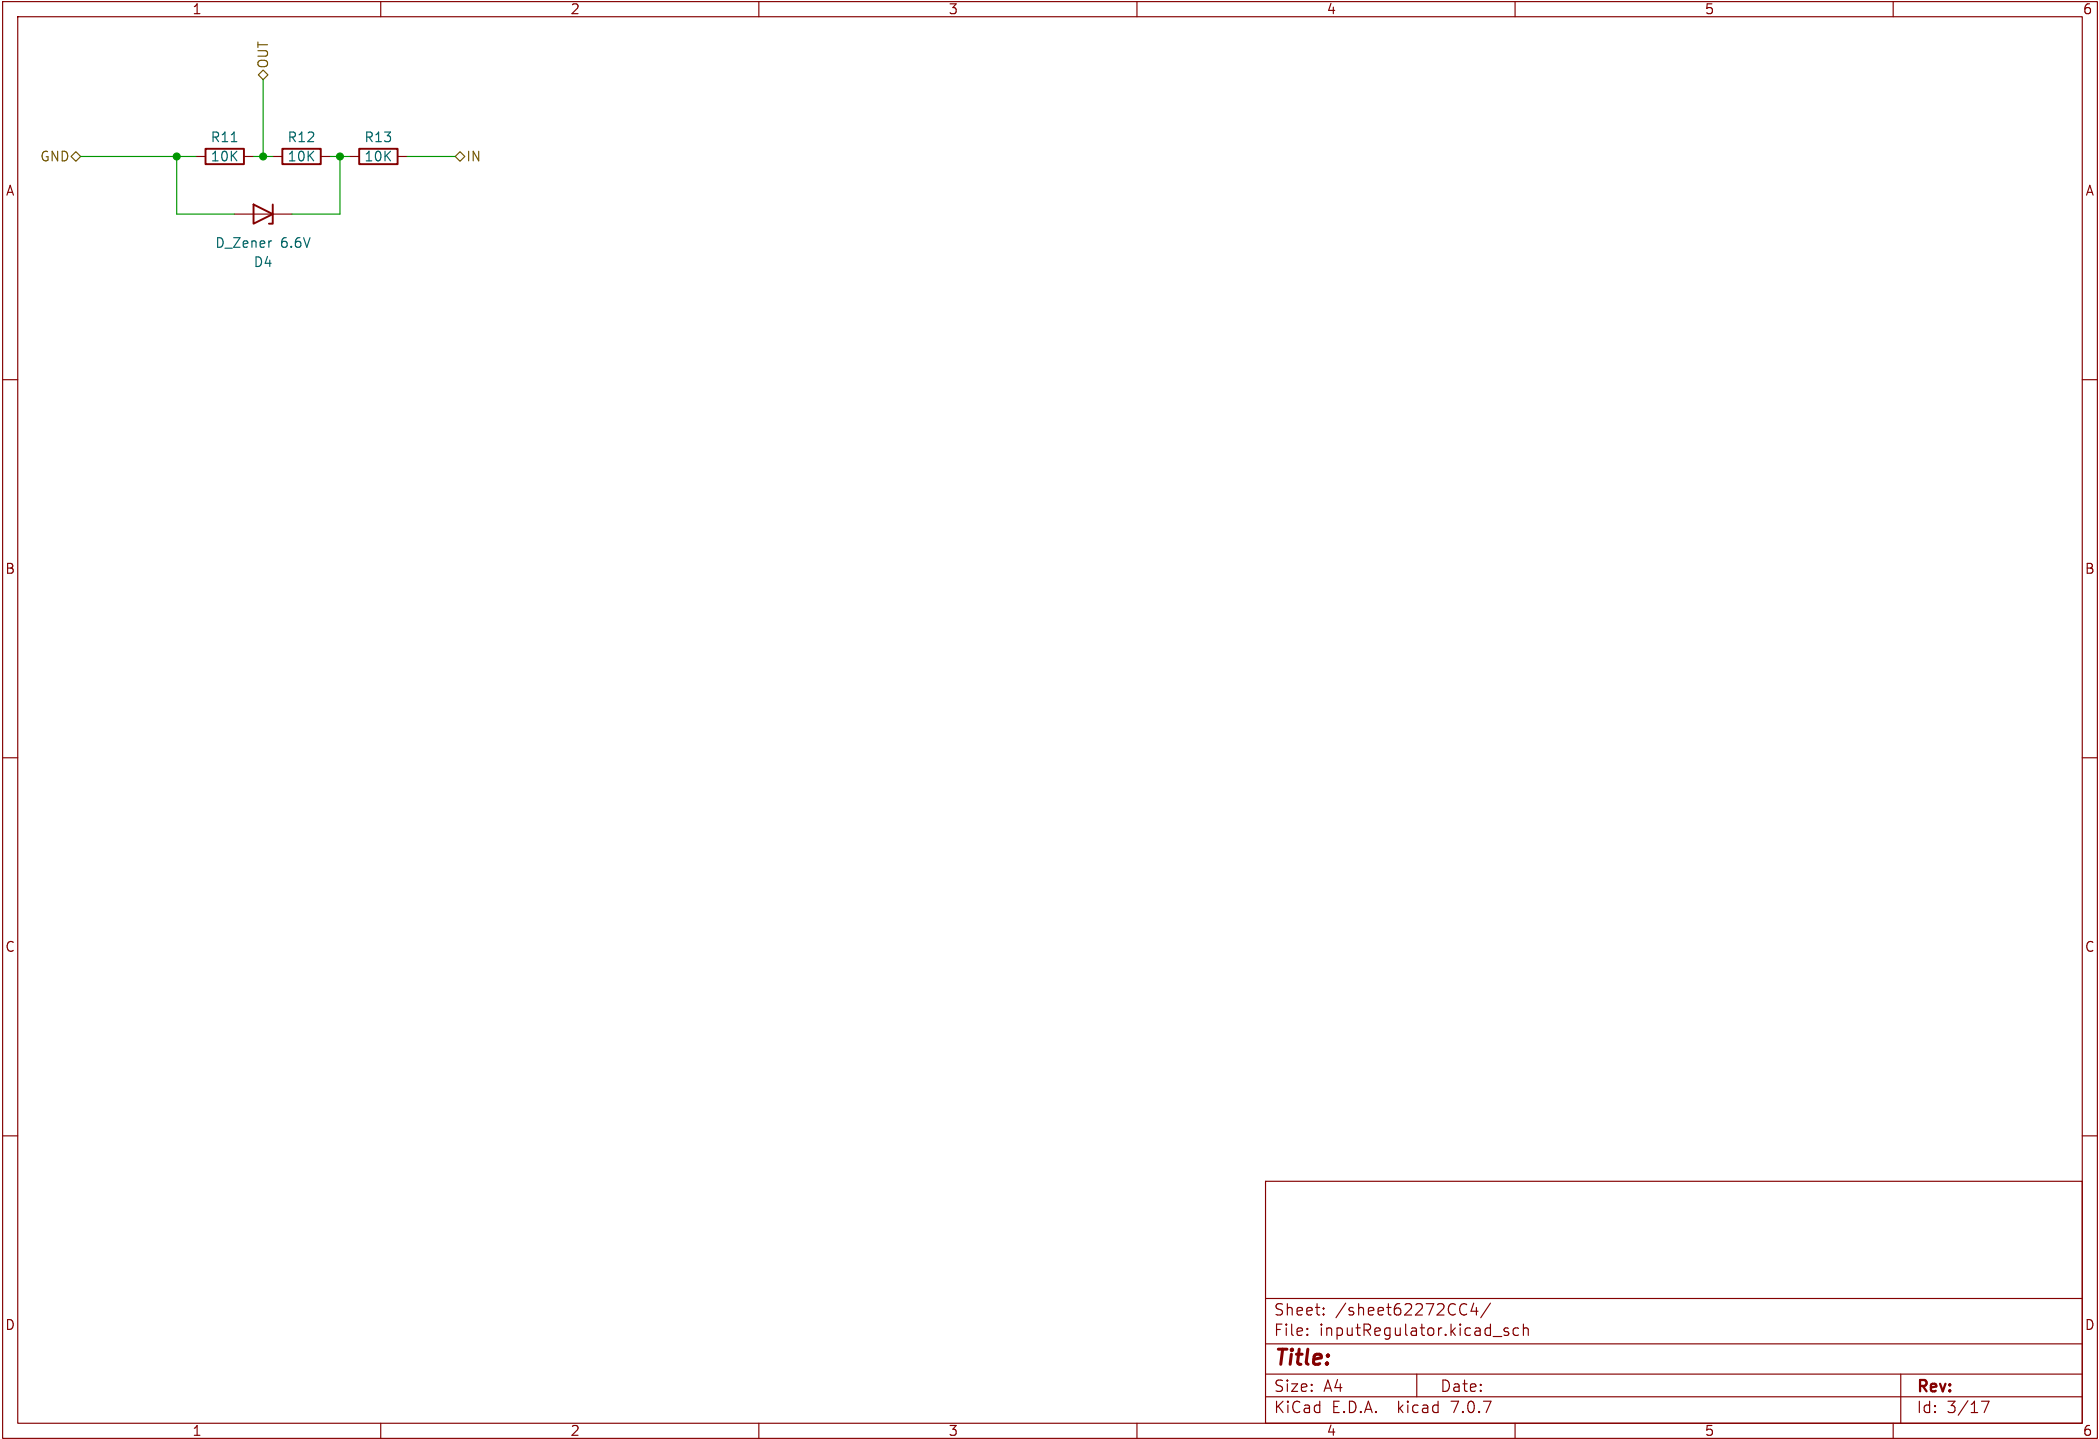 1 2 3 4 5 6
OUT
R11 R12 R13
GND 10K 10K 10K IN
A A
D_Zener 6.6V
D4
B B
C C
Sheet: /sheet62272CC4/
D D
File: inputRegulator.kicad_sch
Title:
Size: A4 Date: Rev:
KiCad E.D.A. kicad 7.0.7 Id: 3/17
1 2 3 4 5 6